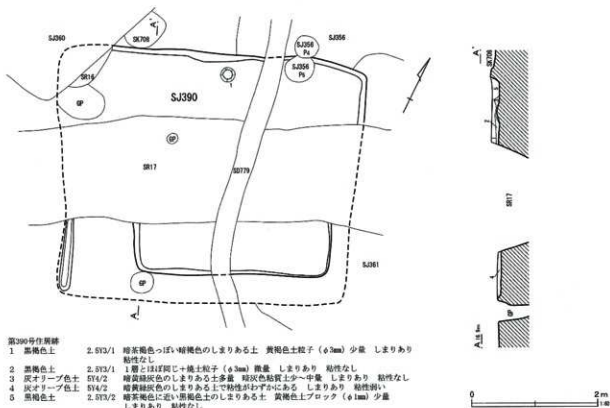 SJ360
A'
SK708
SJ356
P4
SJ356
SJ356
P5
SR16
GP
SJ390
1
GP
SR17
SD779
SJ361
GP
A
A'
SK708
SR17
GP
A
第390号住居跡
1 黒褐色土 2.5Y3/1 暗茶褐色っぽい暗褐色のしまりある土 黄褐色土粒子(φ3㎜)少量 しまりあり
粘性なし
2 黒褐色土 2.5Y3/1 1層とほぼ同じ+焼土粒子(φ3㎜)微量 しまりあり 粘性なし
3 灰オリーブ色土 5Y4/2 暗黄緑灰色のしまりある土多量 暗灰色粘質土少~中量 しまりあり 粘性なし
4 灰オリーブ色土 5Y4/2 暗黄緑灰色のしまりある土で粘性がわずかにある しまりあり 粘性弱い
5 黒褐色土 2.5Y3/2 暗茶褐色に近い黒褐色土のしまりある土 黄褐色土ブロック(φ1㎜)少量
しまりあり 粘性なし
0 2m